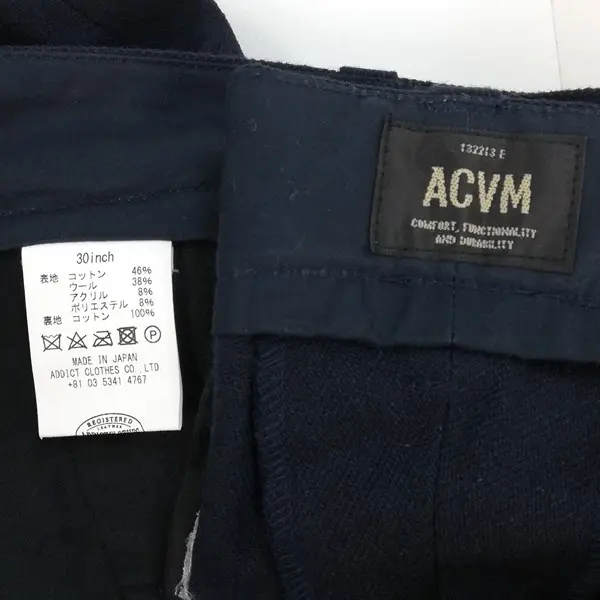 30inch
表地 コットン 46%
ウール 38%
アクリル 8%
ポリエステル 8%
裏地 コットン 100%
P
MADE IN JAPAN
ADDICT CLOTHES CO.,LTD
+81 03 5341 4767
REGISTERED
LEATHER
132213 E
ACVM
COMFORT, FUNCTIONALITY
AND DURABILITY